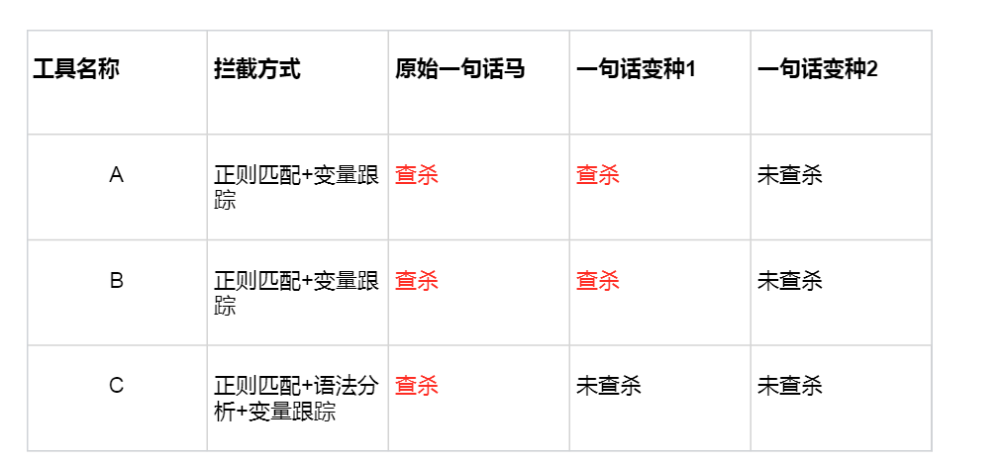 工具名称 拦截方式 原始一句话马 一句话变种1 一句话变种2
A 正则匹配+变量跟 查杀 查杀 未查杀
踪
B 正则匹配+变量跟 查杀 查杀 未查杀
踪
C 正则匹配+语法分 查杀 未查杀 未查杀
析+变量跟踪